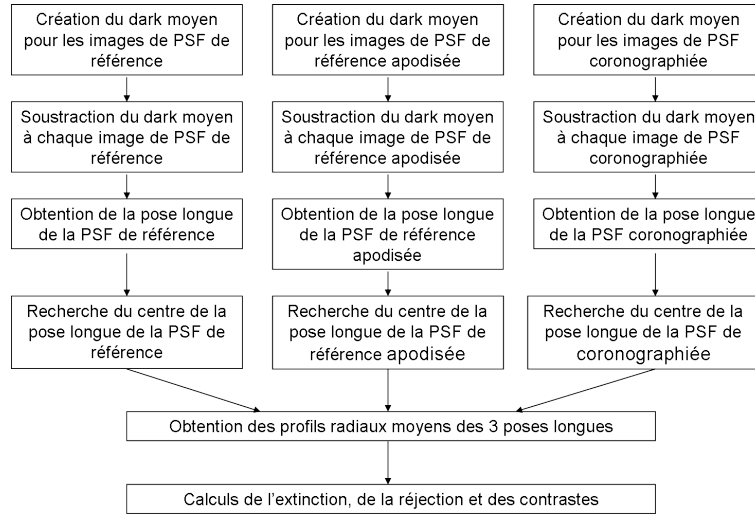 Création du dark moyen
pour les images de PSF de
référence
Création du dark moyen
pour les images de PSF de
référence apodisée
Création du dark moyen
pour les images de PSF
coronographiée
Soustraction du dark moyen
à chaque image de PSF de
référence
Soustraction du dark moyen
à chaque image de PSF de
référence apodisée
Soustraction du dark moyen
à chaque image de PSF
coronographiée
Obtention de la pose longue
de la PSF de référence
Obtention de la pose longue
de la PSF de référence
apodisée
Obtention de la pose longue
de la PSF coronographiée
Recherche du centre de la
pose longue de la PSF de
référence
Recherche du centre de la
pose longue de la PSF de
référence apodisée
Recherche du centre de la
pose longue de la PSF de
coronographiée
Obtention des profils radiaux moyens des 3 poses longues
Calculs de l'extinction, de la réjection et des contrastes